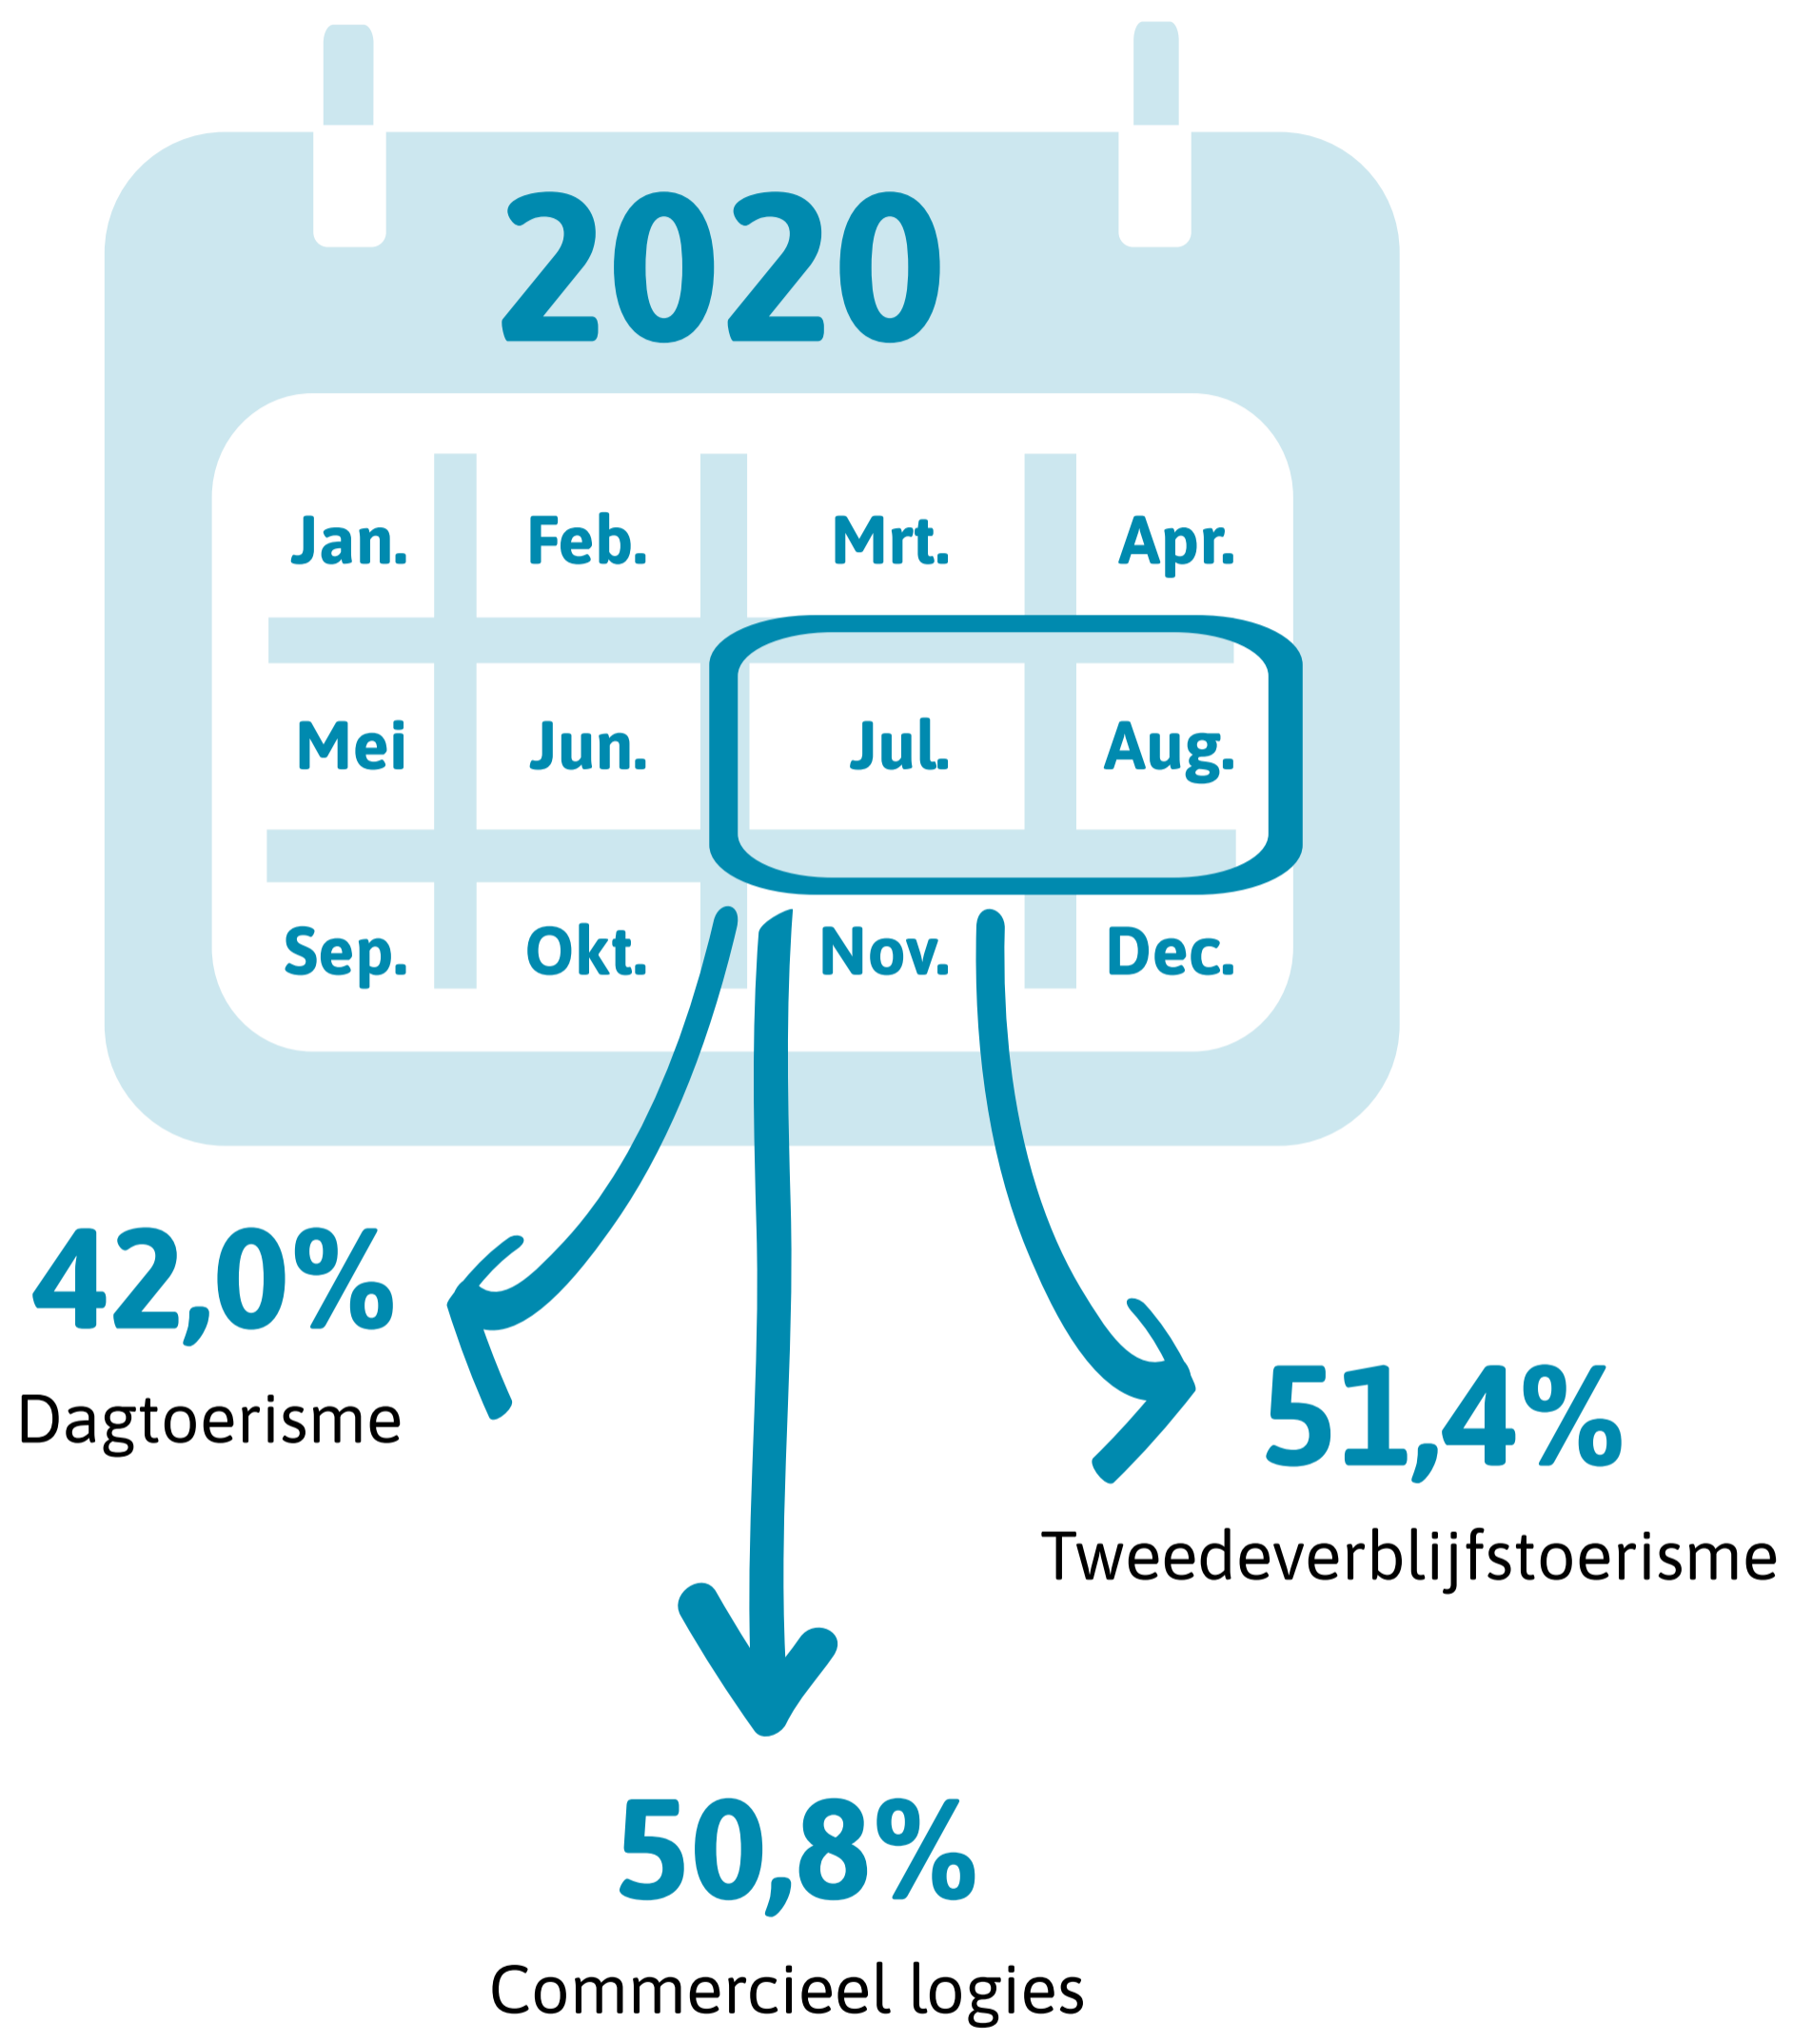 2020
Jan. Feb. Mrt. Apr.
Mei Jun. Jul. Aug.
Sep. Okt. Nov. Dec.
42,0%
Dagtoerisme
51,4%
Tweedeverblijfstoerisme
50,8%
Commercieel logies